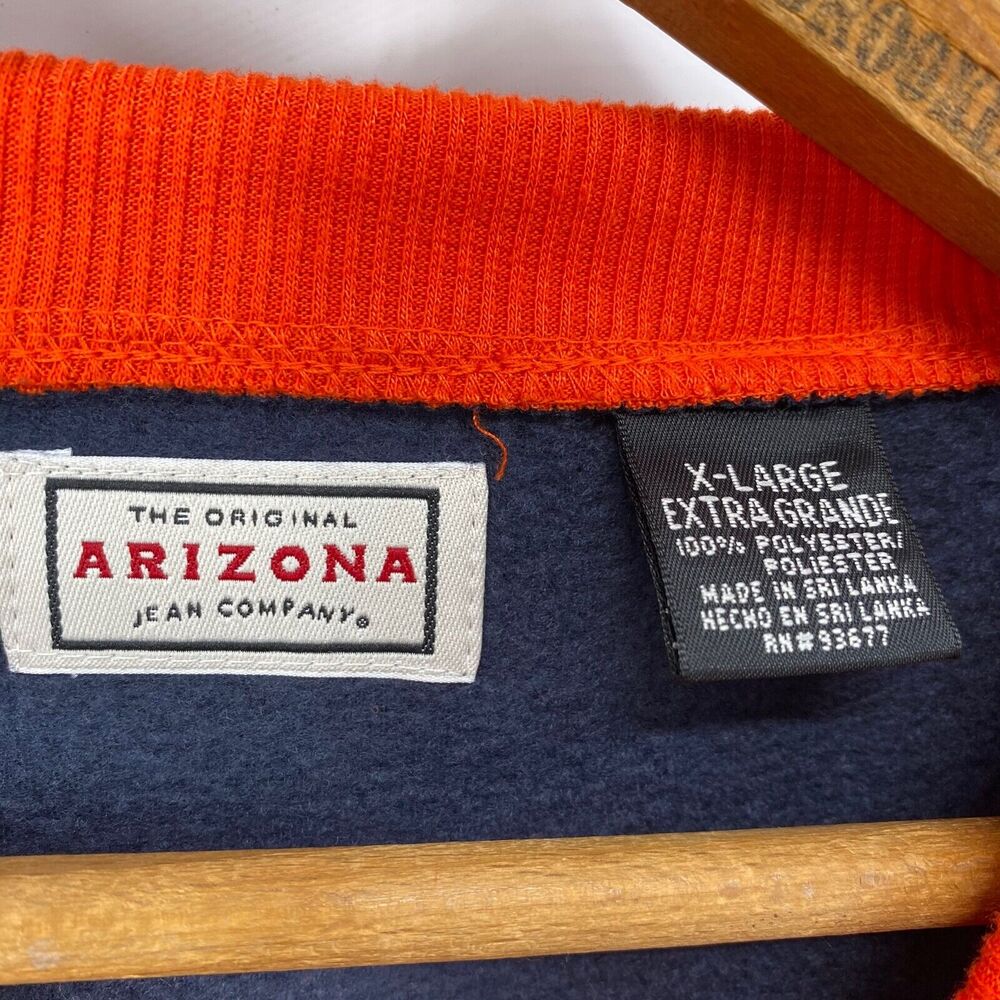 THE ORIGINAL
ARIZONA
JEAN COMPANY®
X-LARGE
EXTRA GRANDE
100% POLYESTER/
POLIESTER
MADE IN SRI LANKA
HECHO EN SRI LANKA
RN#93677